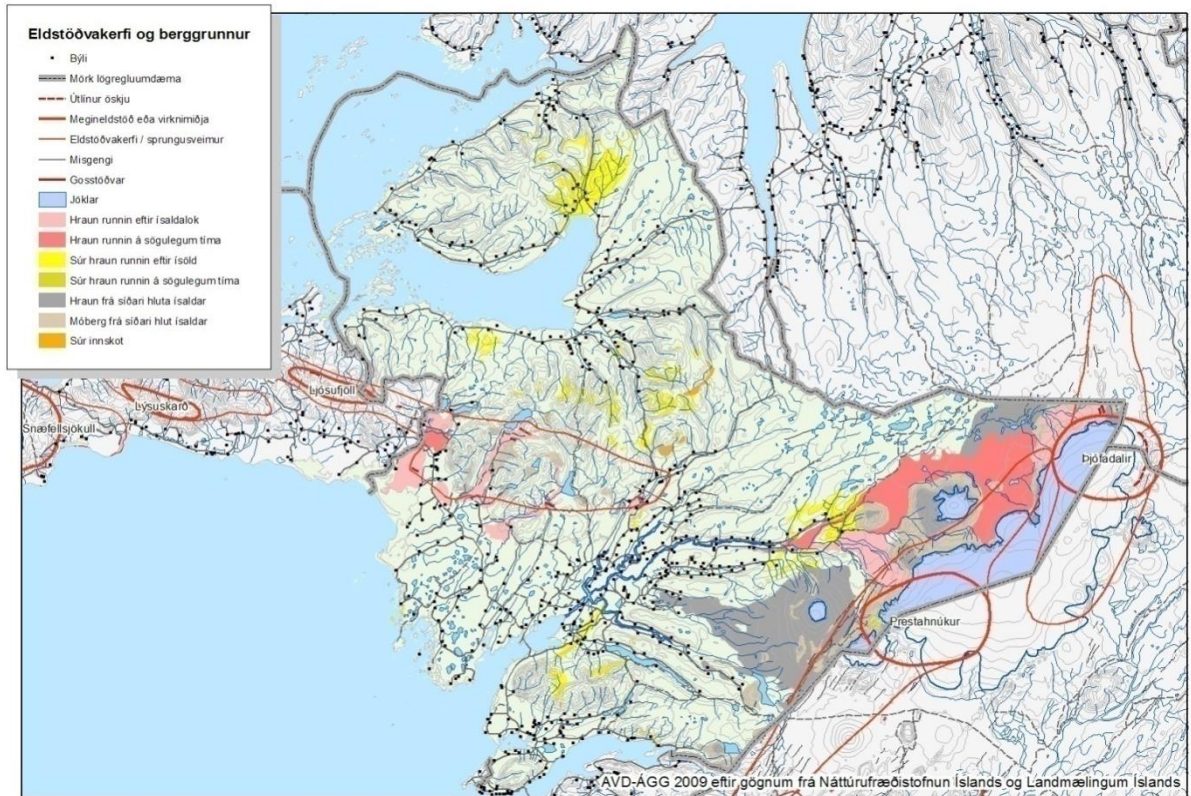 Eldstöðvakerfi og berggrunnur
Býli
Mörk lögregluumdæma
Útlínur öskju
Megineldstöð eða virknimiðja
Eldstöðvakerfi / sprungusveimur
Misgengi
Gosstöðvar
Jöklar
Hraun runnin eftir ísaldalok
Hraun runnin á sögulegum tíma
Súr hraun runnin eftir ísöld
Súr hraun runnin á sögulegum tíma
Hraun frá síðari hluta ísaldar
Móberg frá síðari hlut ísaldar
Súr innskot
Ljósufjöll
Lýsuskarð
Snæfellsjökull
Þjófadalir
Prestahnúkur
AVD-ÁGG 2009 eftir gögnum frá Náttúrufræðistofnun Íslands og Landmælingum Íslands